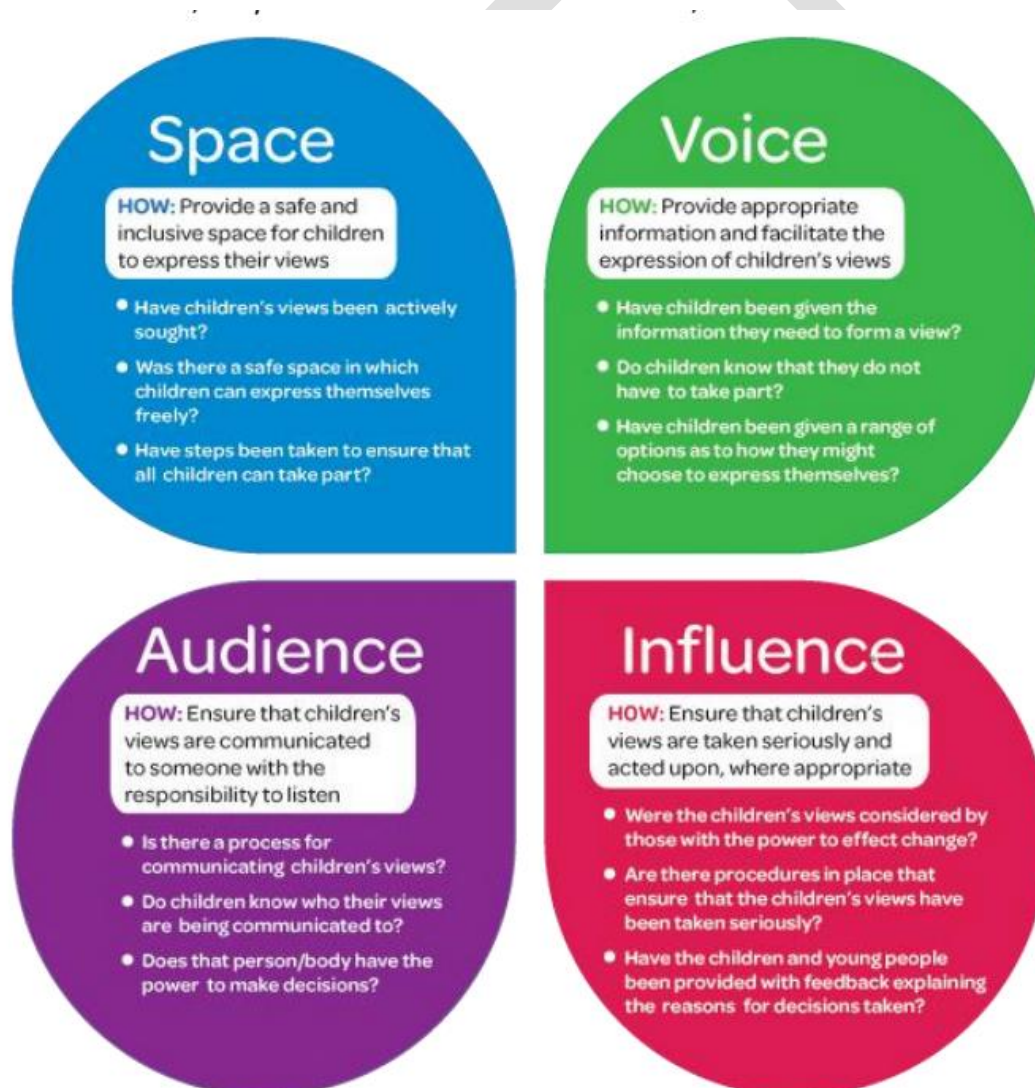 Space
HOW: Provide a safe and
inclusive space for children
to express their views
• Have children's views been actively
sought?
• Was there a safe space in which
children can express themselves
freely?
• Have steps been taken to ensure that
all children can take part?
Voice
HOW: Provide appropriate
information and facilitate the
expression of children's views
• Have children been given the
information they need to form a view?
• Do children know that they do not
have to take part?
• Have children been given a range of
options as to how they might
choose to express themselves?
Audience
HOW: Ensure that children's
views are communicated
to someone with the
responsibility to listen
• Is there a process for
communicating children's views?
• Do children know who their views
are being communicated to?
• Does that person/body have the
power to make decisions?
Influence
HOW: Ensure that children's
views are taken seriously and
acted upon, where appropriate
• Were the children's views considered by
those with the power to effect change?
• Are there procedures in place that
ensure that the children's views have
been taken seriously?
• Have the children and young people
been provided with feedback explaining
the reasons for decisions taken?